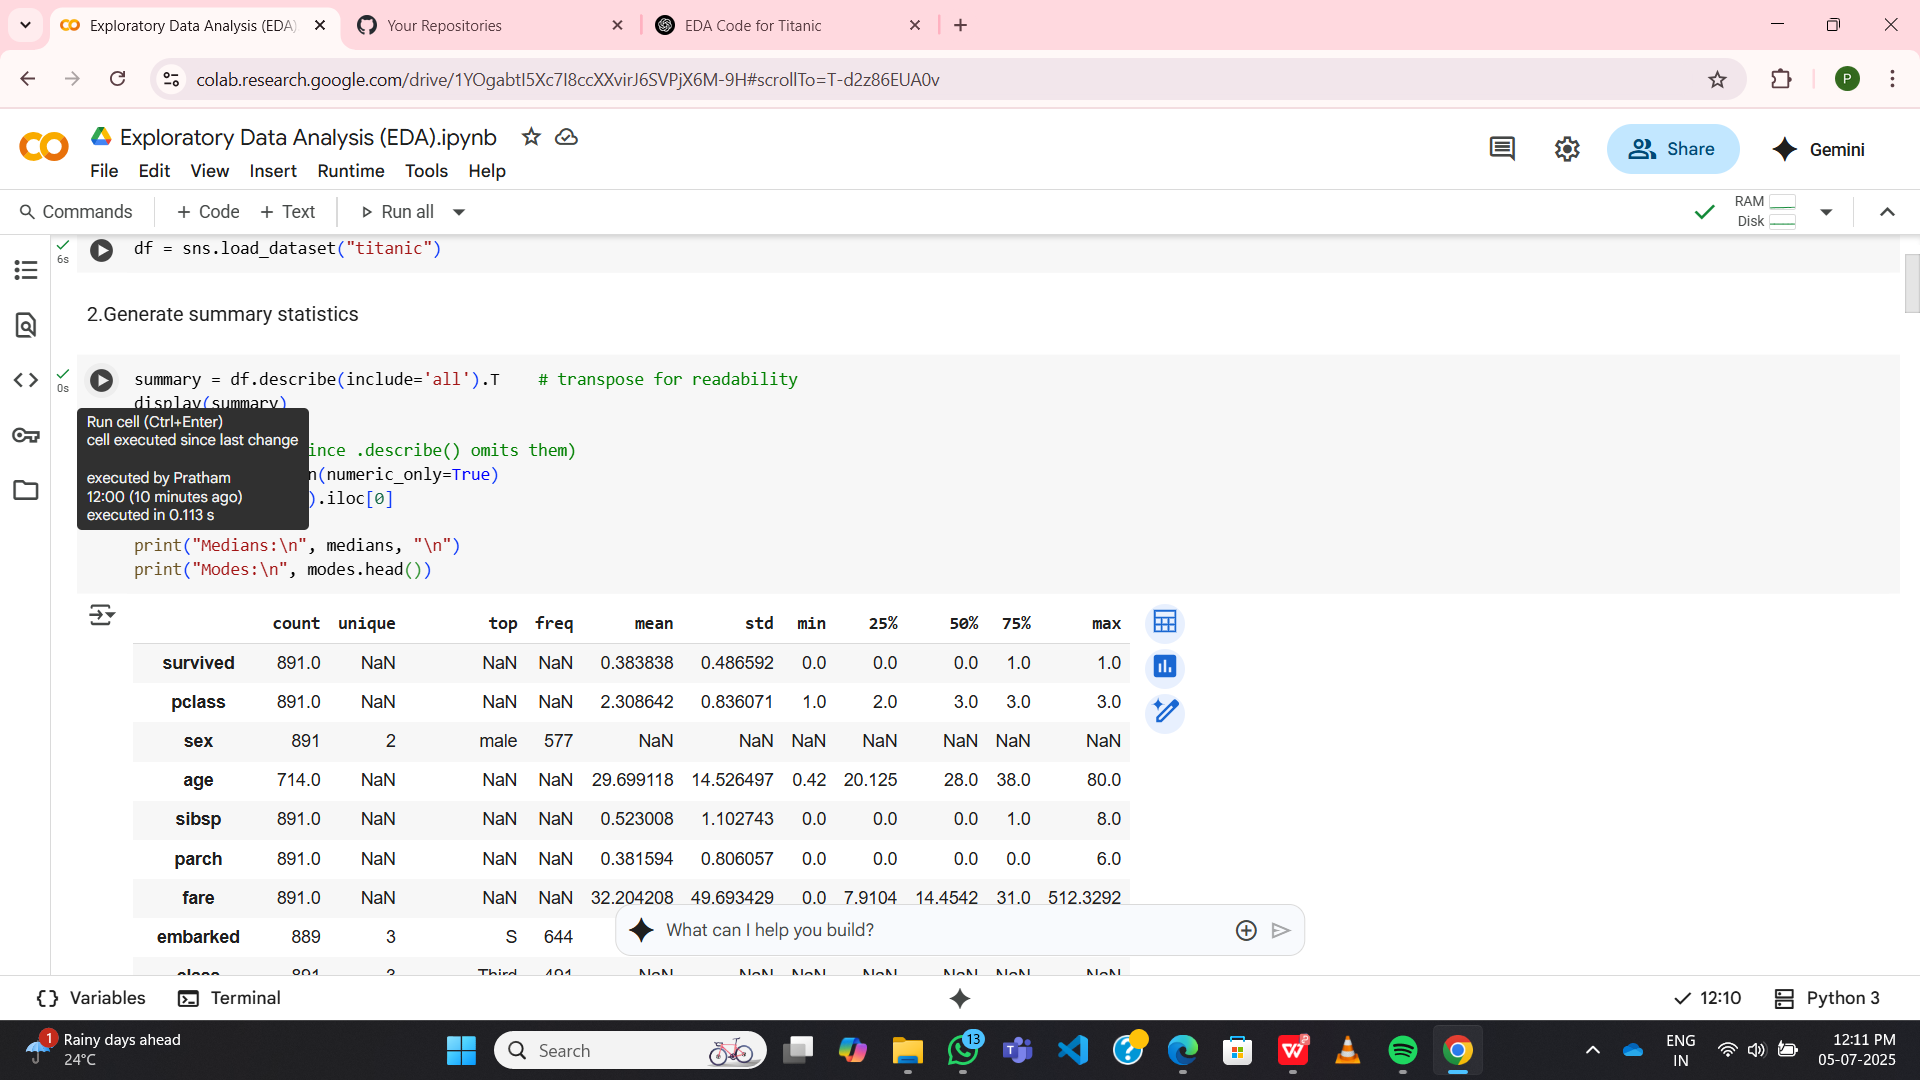 Exploratory Data Analysis (EDA)
Your Repositories
EDA Code for Titanic
colab.research.google.com/drive/1YOgabtI5Xc7I8ccXXvirJ6SVPjX6M-9H#scrollTo=T-d2z86EUA0v
P
Exploratory Data Analysis (EDA).ipynb
File Edit View Insert Runtime Tools Help
Share
Gemini
Commands + Code + Text Run all
RAM
Disk
6s
df = sns.load_dataset("titanic")
2.Generate summary statistics
0s
summary = df.describe(include='all').T # transpose for readability
display(summary)
Run cell (Ctrl+Enter)
cell executed since last change
executed by Pratham
12:00 (10 minutes ago)
executed in 0.113 s
ince .describe() omits them)
n(numeric_only=True)
).iloc[0]
print("Medians:\n", medians, "\n")
print("Modes:\n", modes.head())
count unique top freq mean std min 25% 50% 75% max
survived 891.0 NaN NaN NaN 0.383838 0.486592 0.0 0.0 0.0 1.0 1.0
pclass 891.0 NaN NaN NaN 2.308642 0.836071 1.0 2.0 3.0 3.0 3.0
sex 891 2 male 577 NaN NaN NaN NaN NaN NaN NaN
age 714.0 NaN NaN NaN 29.699118 14.526497 0.42 20.125 28.0 38.0 80.0
sibsp 891.0 NaN NaN NaN 0.523008 1.102743 0.0 0.0 0.0 1.0 8.0
parch 891.0 NaN NaN NaN 0.381594 0.806057 0.0 0.0 0.0 0.0 6.0
fare 891.0 NaN NaN NaN 32.204208 49.693429 0.0 7.9104 14.4542 31.0 512.3292
embarked 889 3 S 644
What can I help you build?
class 891 3 Third 491 NaN NaN NaN NaN NaN NaN NaN
Variables
Terminal
12:10
Python 3
1
Rainy days ahead
24°C
Search
13
ENG
IN
12:11 PM
05-07-2025